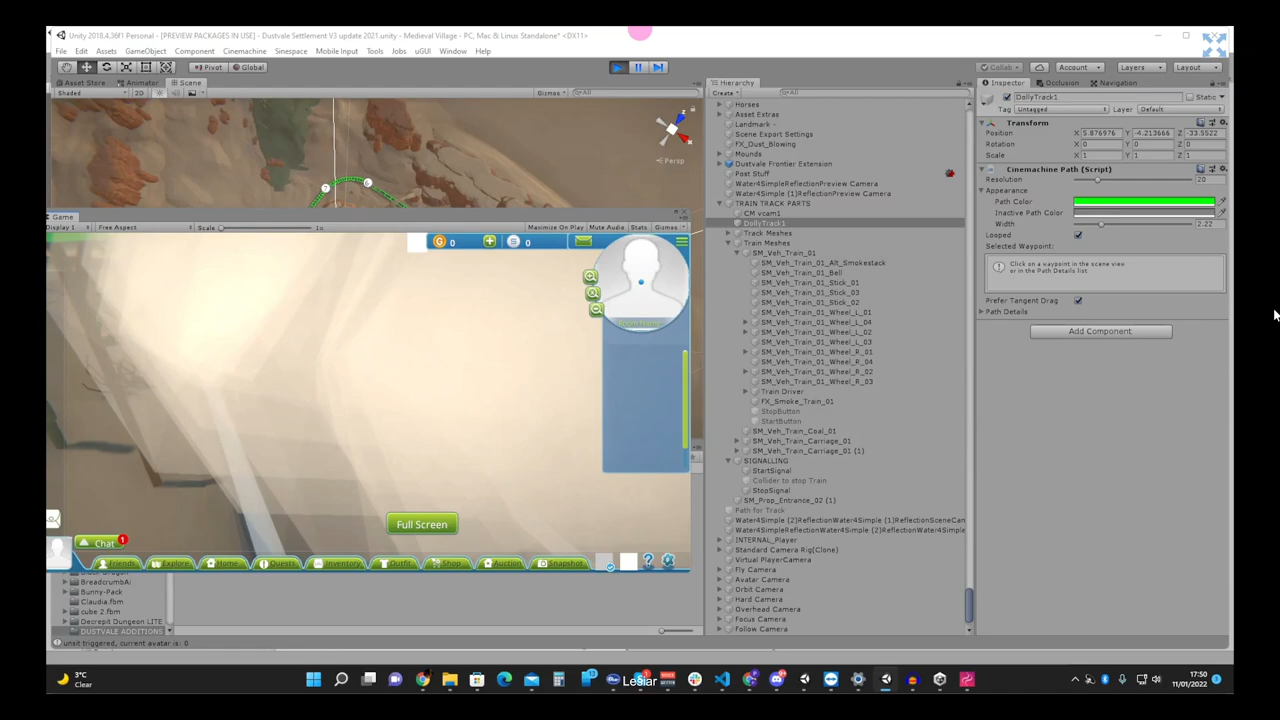 Unity 2018.4.36f1 Personal - [PREVIEW PACKAGES IN USE] - Dustvale Settlement V3 update 2021.unity - Medieval Village - PC, Mac & Linux Standalone* <DX11>
File Edit Assets GameObject Component Cinemachine Sinespace Mobile Input Tools Jobs uGUI Window Help
Pivot Global Collab Account Layers Layout
Asset Store Animator Scene
Shaded 2D Gizmos All
z
Persp
7 6
Game
Display 1 Free Aspect Scale 1x Maximize On Play Mute Audio Stats Gizmos
G 0 S 0
Full Screen
Chat 1
Friends Explore Home Quests Inventory Outfit Shop Auction Snapshot
BreadcrumbAi
Bunny-Pack
Claudia.fbm
cube 2.fbm
Decrepit Dungeon LITE
DUSTVALE ADDITIONS
unsit triggered, current avatar is: 0
Hierarchy
Create All
Horses
Asset Extras
Landmark -
Scene Export Settings
FX_Dust_Blowing
Mounds
Dustvale Frontier Extension
Post Stuff
Water4SimpleReflectionPreview Camera
Water4Simple (1)ReflectionPreview Camera
TRAIN TRACK PARTS
CM vcam1
DollyTrack1
Track Meshes
Train Meshes
SM_Veh_Train_01
SM_Veh_Train_01_Alt_Smokestack
SM_Veh_Train_01_Bell
SM_Veh_Train_01_Stick_01
SM_Veh_Train_01_Stick_03
SM_Veh_Train_01_Stick_02
SM_Veh_Train_01_Wheel_L_01
SM_Veh_Train_01_Wheel_L_04
SM_Veh_Train_01_Wheel_L_02
SM_Veh_Train_01_Wheel_L_03
SM_Veh_Train_01_Wheel_R_01
SM_Veh_Train_01_Wheel_R_04
SM_Veh_Train_01_Wheel_R_02
SM_Veh_Train_01_Wheel_R_03
Train Driver
FX_Smoke_Train_01
StopButton
StartButton
SM_Veh_Train_Coal_01
SM_Veh_Train_Carriage_01
SM_Veh_Train_Carriage_01 (1)
SIGNALLING
StartSignal
Collider to stop Train
StopSignal
SM_Prop_Entrance_02 (1)
Path for Track
Water4Simple (2)ReflectionWater4Simple (1)ReflectionSceneCan
Water4SimpleReflectionWater4Simple (2)ReflectionSceneCam
INTERNAL_Player
Standard Camera Rig(Clone)
Virtual PlayerCamera
Fly Camera
Avatar Camera
Orbit Camera
Hard Camera
Overhead Camera
Focus Camera
Follow Camera
Inspector Occlusion Navigation
DollyTrack1 Static
Tag Untagged Layer Default
Transform
Position X 5.876976 Y -4.213666 Z -33.5522
Rotation X 0 Y 0 Z 0
Scale X 1 Y 1 Z 1
Cinemachine Path (Script)
Resolution 20
Appearance
Path Color
Inactive Path Color
Width 2.22
Looped
Selected Waypoint:
Click on a waypoint in the scene view
or in the Path Details list
Prefer Tangent Drag
Path Details
Add Component
3°C
Clear
Lesiar
17:50
11/01/2022